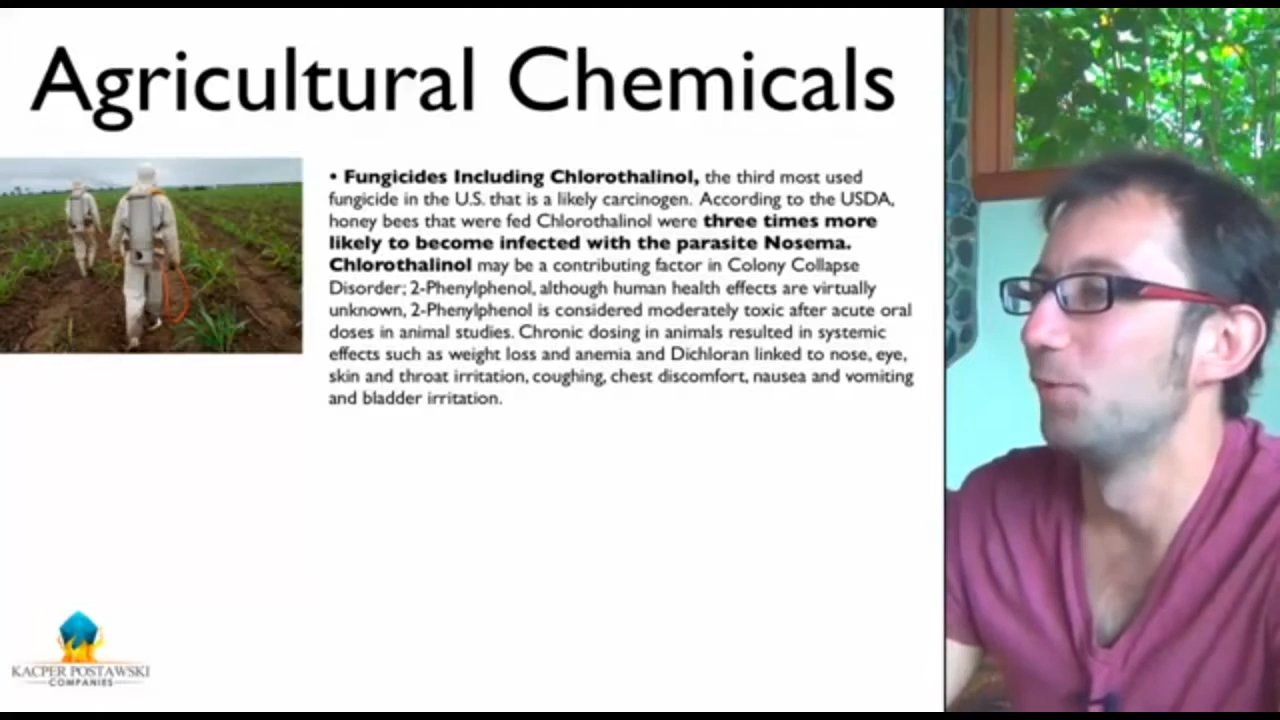 Agricultural Chemicals
• Fungicides Including Chlorothalinol, the third most used
fungicide in the U.S. that is a likely carcinogen. According to the USDA,
honey bees that were fed Chlorothalinol were three times more
likely to become infected with the parasite Nosema.
Chlorothalinol may be a contributing factor in Colony Collapse
Disorder; 2-Phenylphenol, although human health effects are virtually
unknown, 2-Phenylphenol is considered moderately toxic after acute oral
doses in animal studies. Chronic dosing in animals resulted in systemic
effects such as weight loss and anemia and Dichloran linked to nose, eye,
skin and throat irritation, coughing, chest discomfort, nausea and vomiting
and bladder irritation.
KACPER POSTAWSKI
COMPANIES